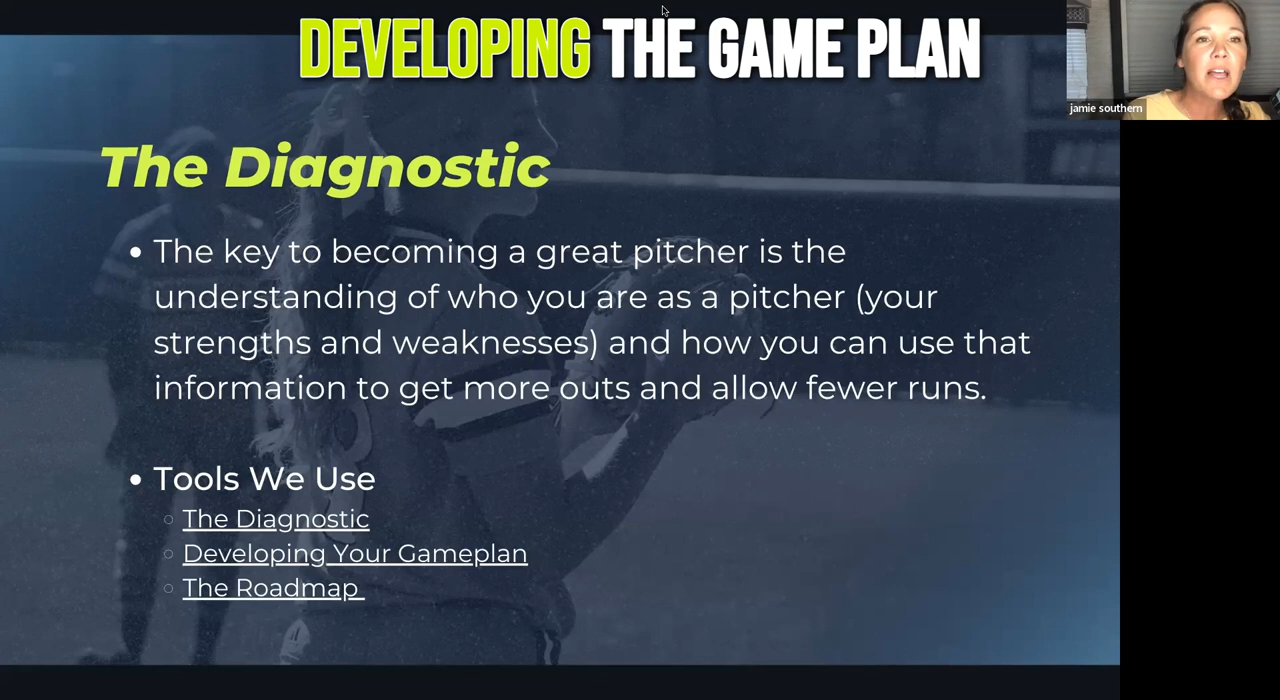 DEVELOPING THE GAME PLAN
jamie southern
The Diagnostic
• The key to becoming a great pitcher is the
understanding of who you are as a pitcher (your
strengths and weaknesses) and how you can use that
information to get more outs and allow fewer runs.
• Tools We Use
○ The Diagnostic
○ Developing Your Gameplan
○ The Roadmap